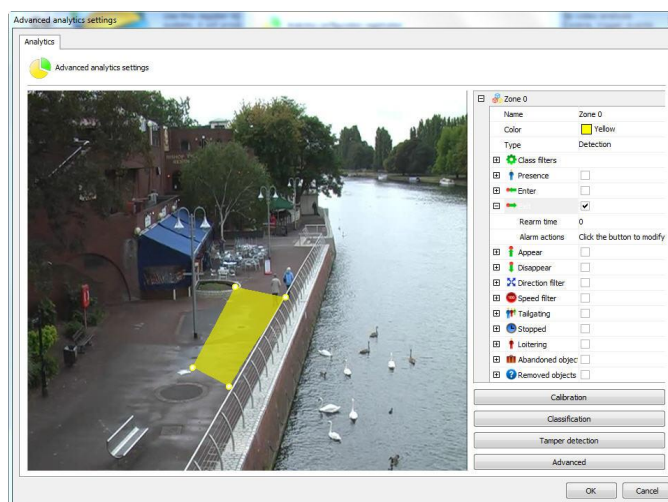 Advanced analytics settings
Analytics
Advanced analytics settings
Zone 0
Name Zone 0
Color Yellow
Type Detection
Class filters
Presence
Enter
Rearm time 0
Alarm actions Click the button to modify
Appear
Disappear
Direction filter
Speed filter
Tailgating
Stopped
Loitering
Abandoned objec
Removed objects
Calibration
Classification
Tamper detection
Advanced
OK Cancel